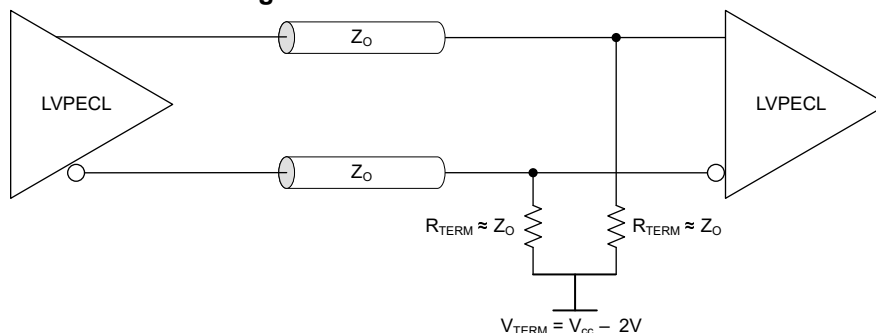 g
Z_O
LVPECL
LVPECL
Z_O
R_TERM ≈ Z_O
R_TERM ≈ Z_O
V_TERM = V_cc – 2V